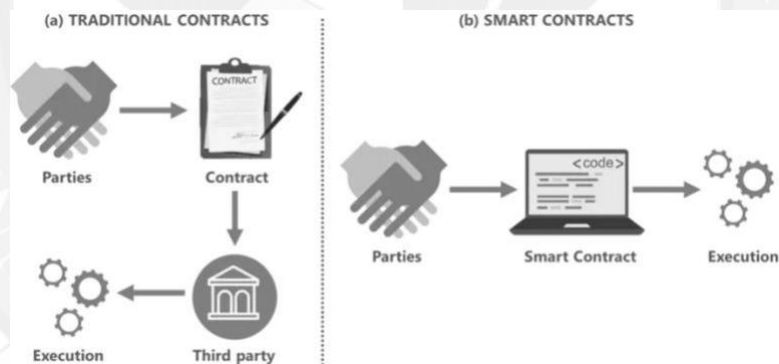 (a) TRADITIONAL CONTRACTS
CONTRACT
Parties
Contract
Execution
Third party
(b) SMART CONTRACTS
<code>
Parties
Smart Contract
Execution